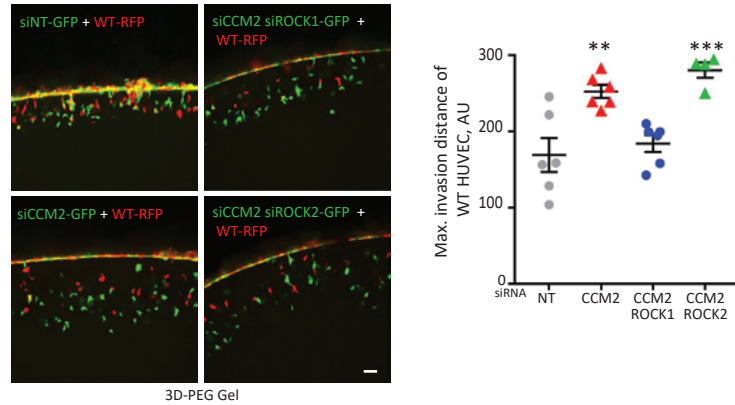 siNT-GFP + WT-RFP
siCCM2 siROCK1-GFP +
WT-RFP
siCCM2-GFP + WT-RFP
siCCM2 siROCK2-GFP +
WT-RFP
3D-PEG Gel
Max. invasion distance of
WT HUVEC, AU
300
200
100
0
** ***
siRNA
NT CCM2 CCM2 CCM2
ROCK1 ROCK2